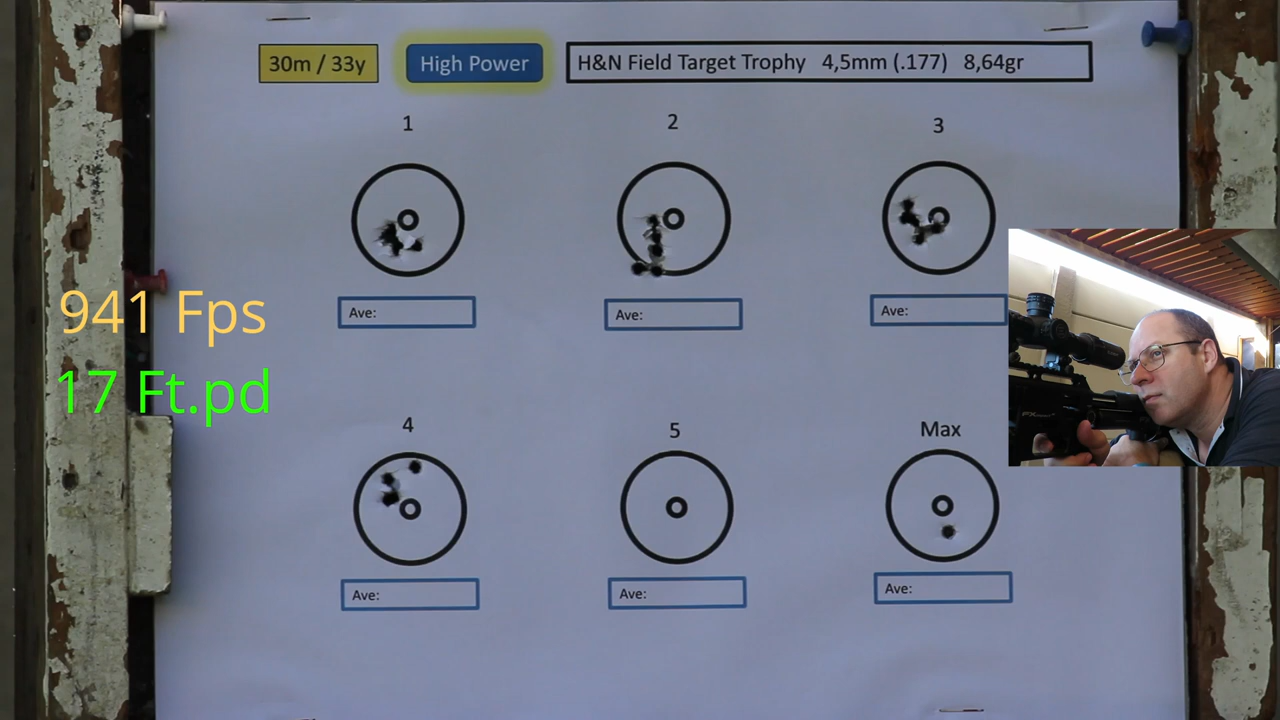 30m / 33y High Power H&N Field Target Trophy 4,5mm (.177) 8,64gr
1 2 3
Ave: Ave: Ave:
941 Fps
17 Ft.pd
4 5 Max
Ave: Ave: Ave: